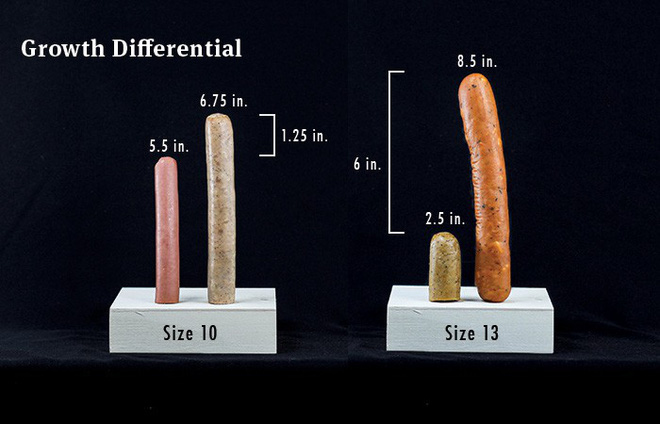 Growth Differential
5.5 in.
6.75 in.
1.25 in.
Size 10
8.5 in.
6 in.
2.5 in.
Size 13